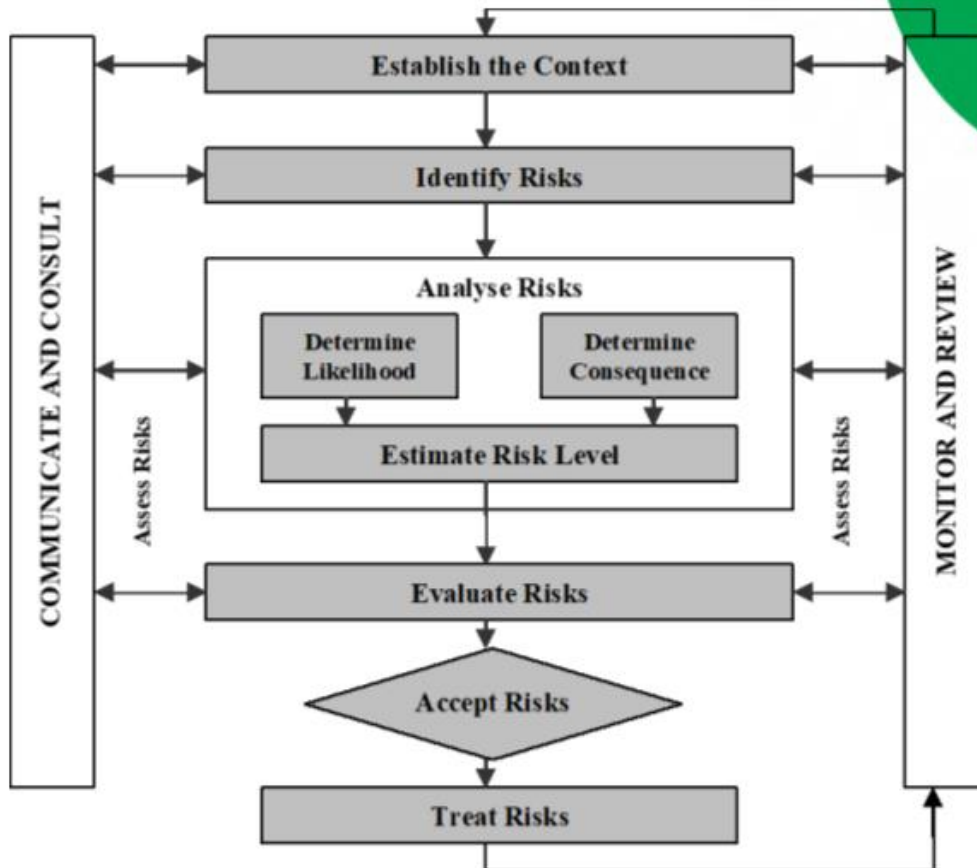 Establish the Context
Identify Risks
Analyse Risks
Determine
Likelihood
Determine
Consequence
Estimate Risk Level
Evaluate Risks
Accept Risks
Treat Risks
COMMUNICATE AND CONSULT
Assess Risks
Assess Risks
MONITOR AND REVIEW